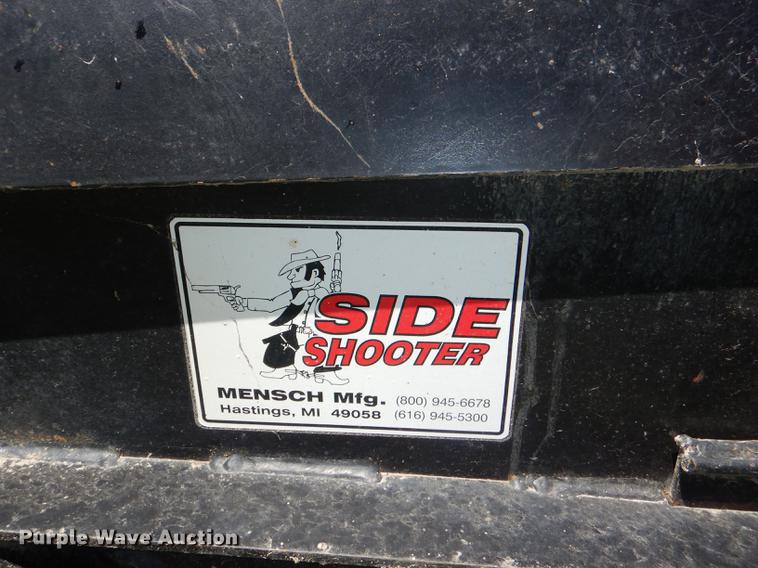 SIDE
SHOOTER
MENSCH Mfg. (800) 945-6678
Hastings, MI 49058 (616) 945-5300
Purple Wave Auction